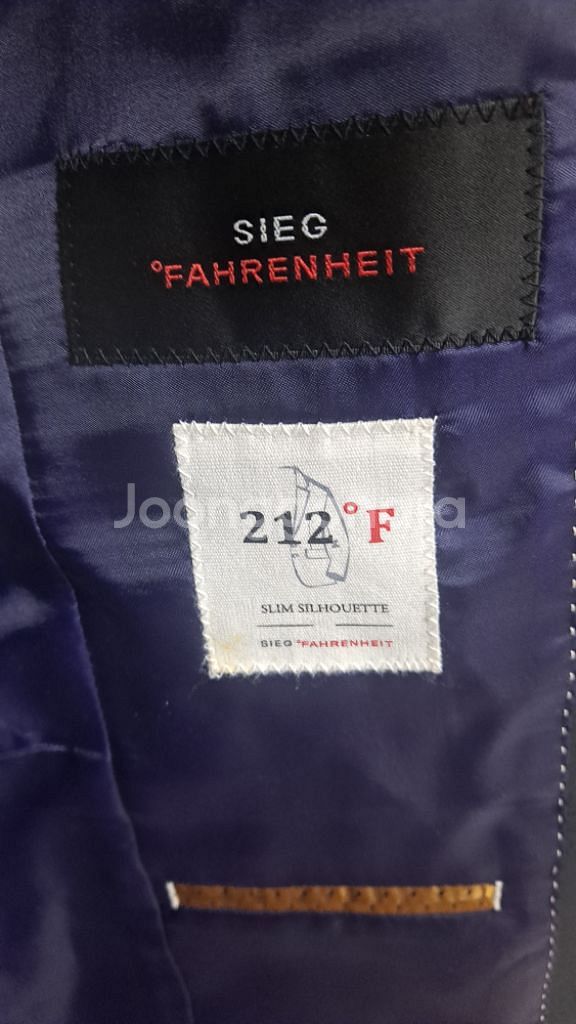 SIEG
°FAHRENHEIT
212°F
SLIM SILHOUETTE
SIEG °FAHRENHEIT